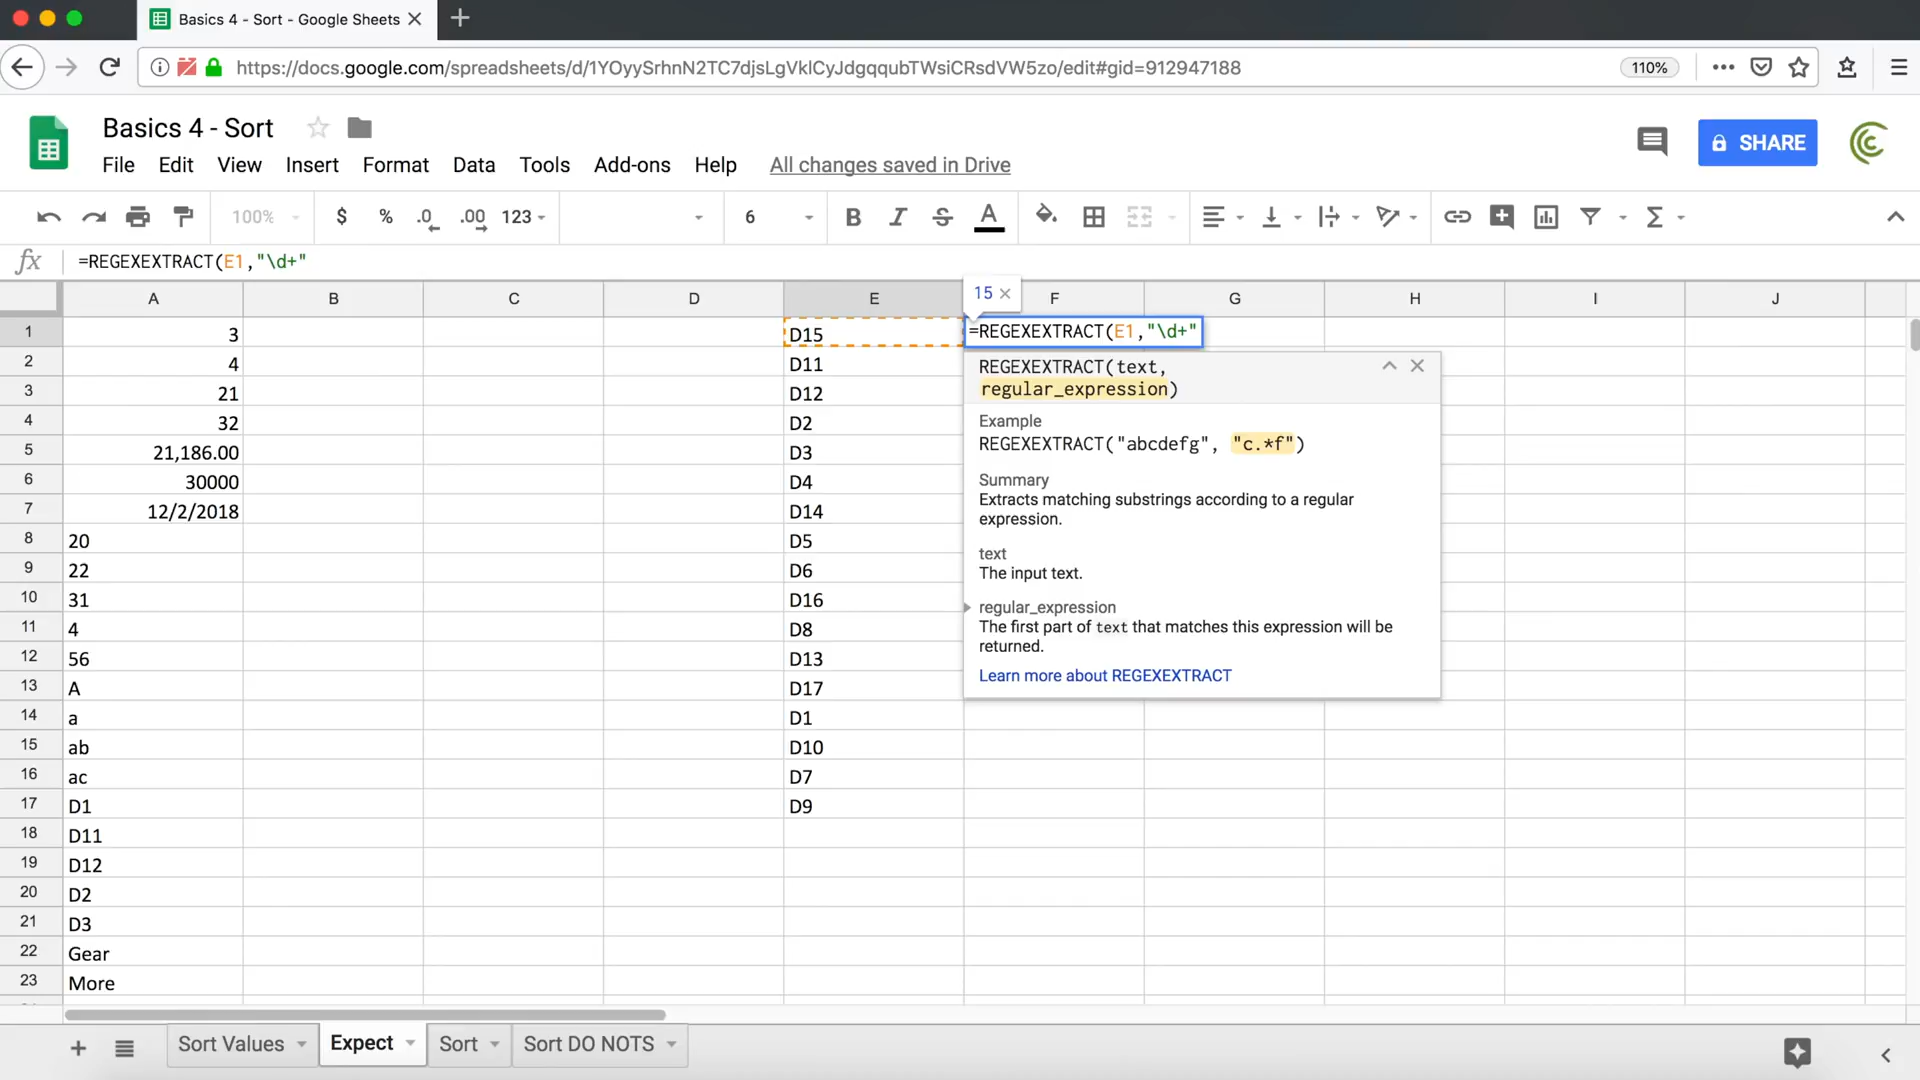 Basics 4 - Sort - Google Sheets
https://docs.google.com/spreadsheets/d/1YOyySrhnN2TC7djsLgVklCyJdgqqubTWsiCRsdVW5zo/edit#gid=912947188
110%
Basics 4 - Sort
SHARE
File Edit View Insert Format Data Tools Add-ons Help All changes saved in Drive
100% $ % .0 .00 123 6 B I S A Σ
fx =REGEXEXTRACT(E1,"\d+"
A B C D E F G H I J
15 ×
1 3 D15 =REGEXEXTRACT(E1,"\d+"
2 4 D11
REGEXEXTRACT(text,
regular_expression)
3 21 D12
4 32 D2
Example
REGEXEXTRACT("abcdefg", "c.*f")
5 21,186.00 D3
6 30000 D4
Summary
Extracts matching substrings according to a regular
expression.
7 12/2/2018 D14
8 20 D5
text
The input text.
9 22 D6
10 31 D16
regular_expression
The first part of text that matches this expression will be
returned.
11 4 D8
12 56 D13
Learn more about REGEXEXTRACT
13 A D17
14 a D1
15 ab D10
16 ac D7
17 D1 D9
18 D11
19 D12
20 D2
21 D3
22 Gear
23 More
Sort Values Expect Sort Sort DO NOTS